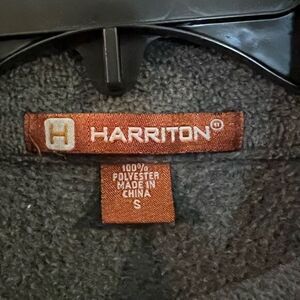 H HARRITON®
100%
POLYESTER
MADE IN
CHINA
S